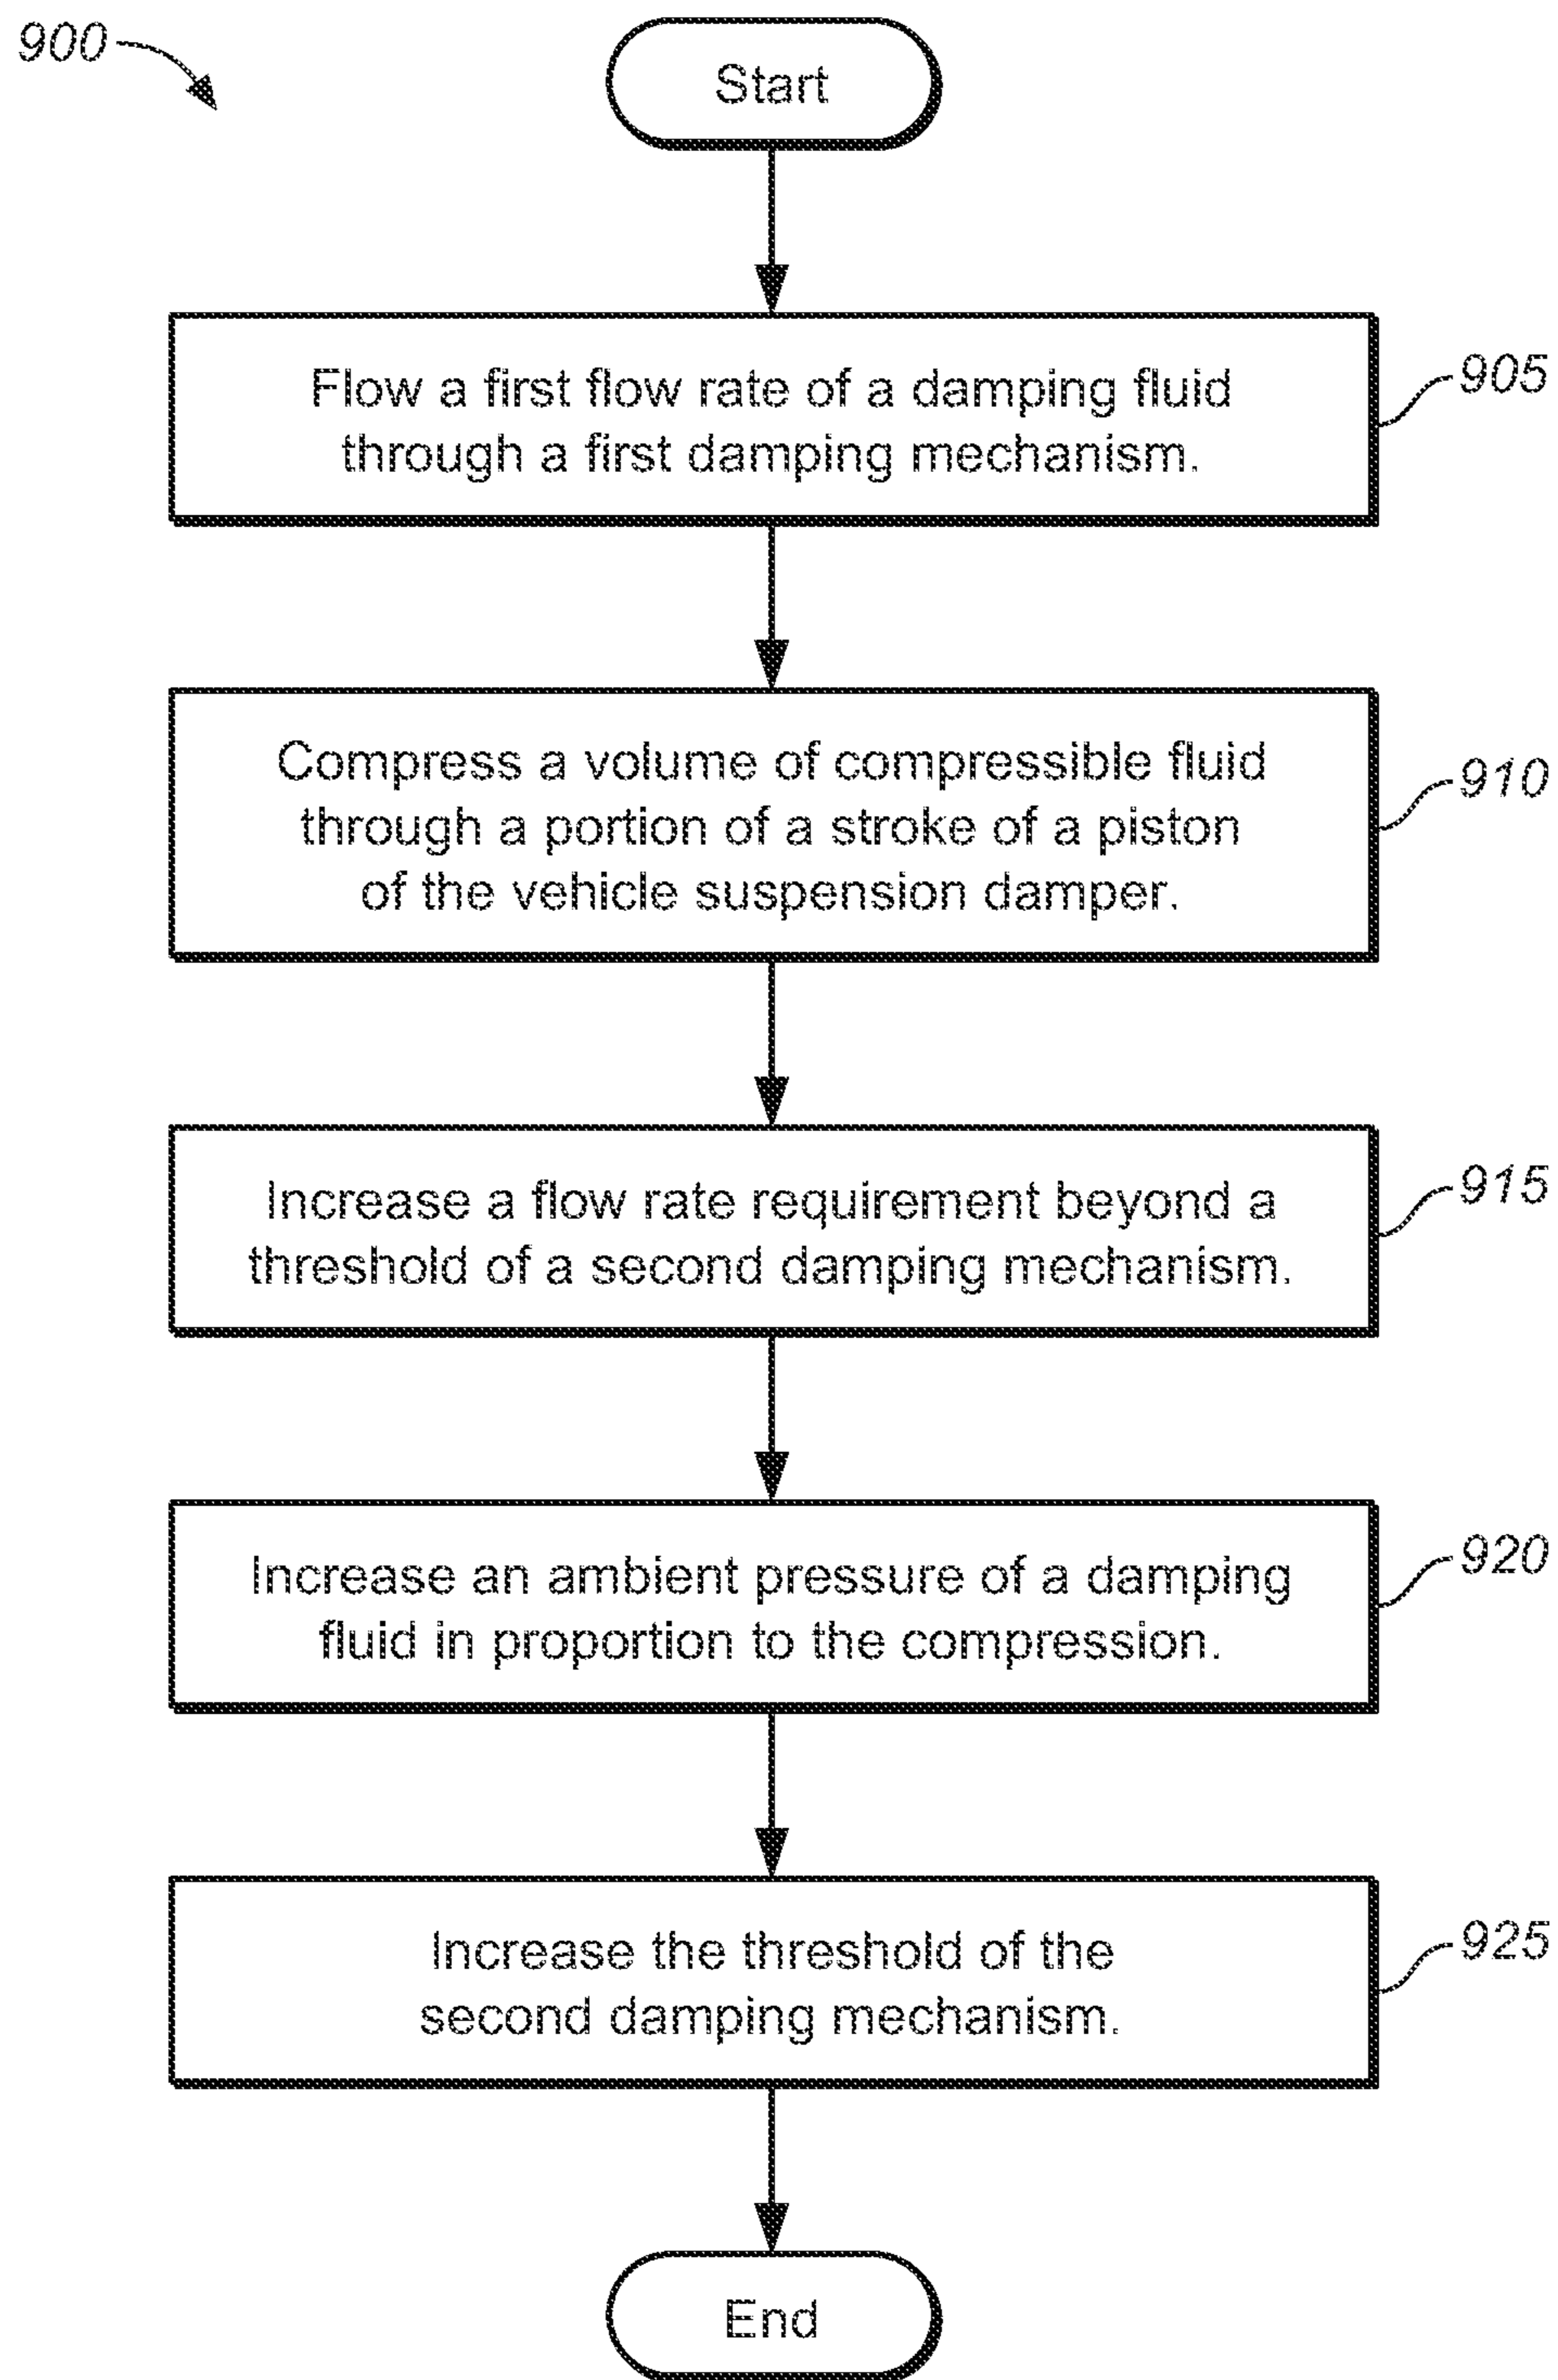 900
Start
Flow a first flow rate of a damping fluid
through a first damping mechanism.
905
Compress a volume of compressible fluid
through a portion of a stroke of a piston
of the vehicle suspension damper.
910
Increase a flow rate requirement beyond a
threshold of a second damping mechanism.
915
Increase an ambient pressure of a damping
fluid in proportion to the compression.
920
Increase the threshold of the
second damping mechanism.
925
End